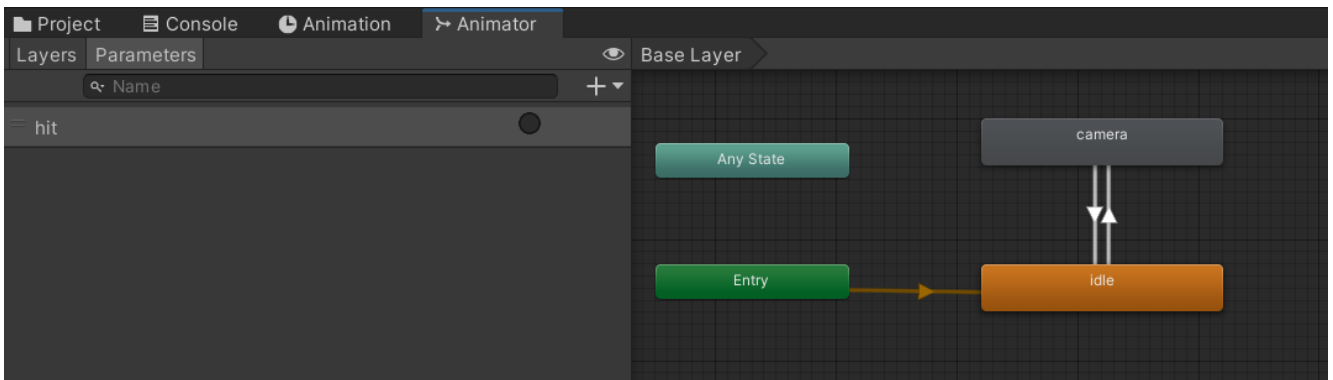 Project Console Animation Animator
Layers Parameters
Base Layer
Name
hit
camera
Any State
Entry
idle